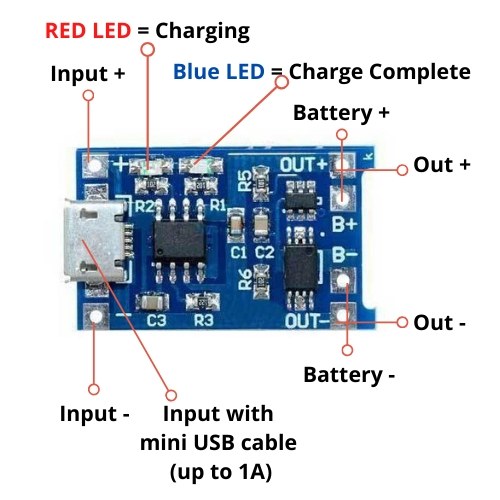 RED LED = Charging
Input +
Blue LED = Charge Complete
Battery +
Out +
+
OUT+
R5
R2
R1
B+
B-
C1 C2
R6
C3
R3
OUT-
-
Out -
Battery -
Input -
Input with
mini USB cable
(up to 1A)